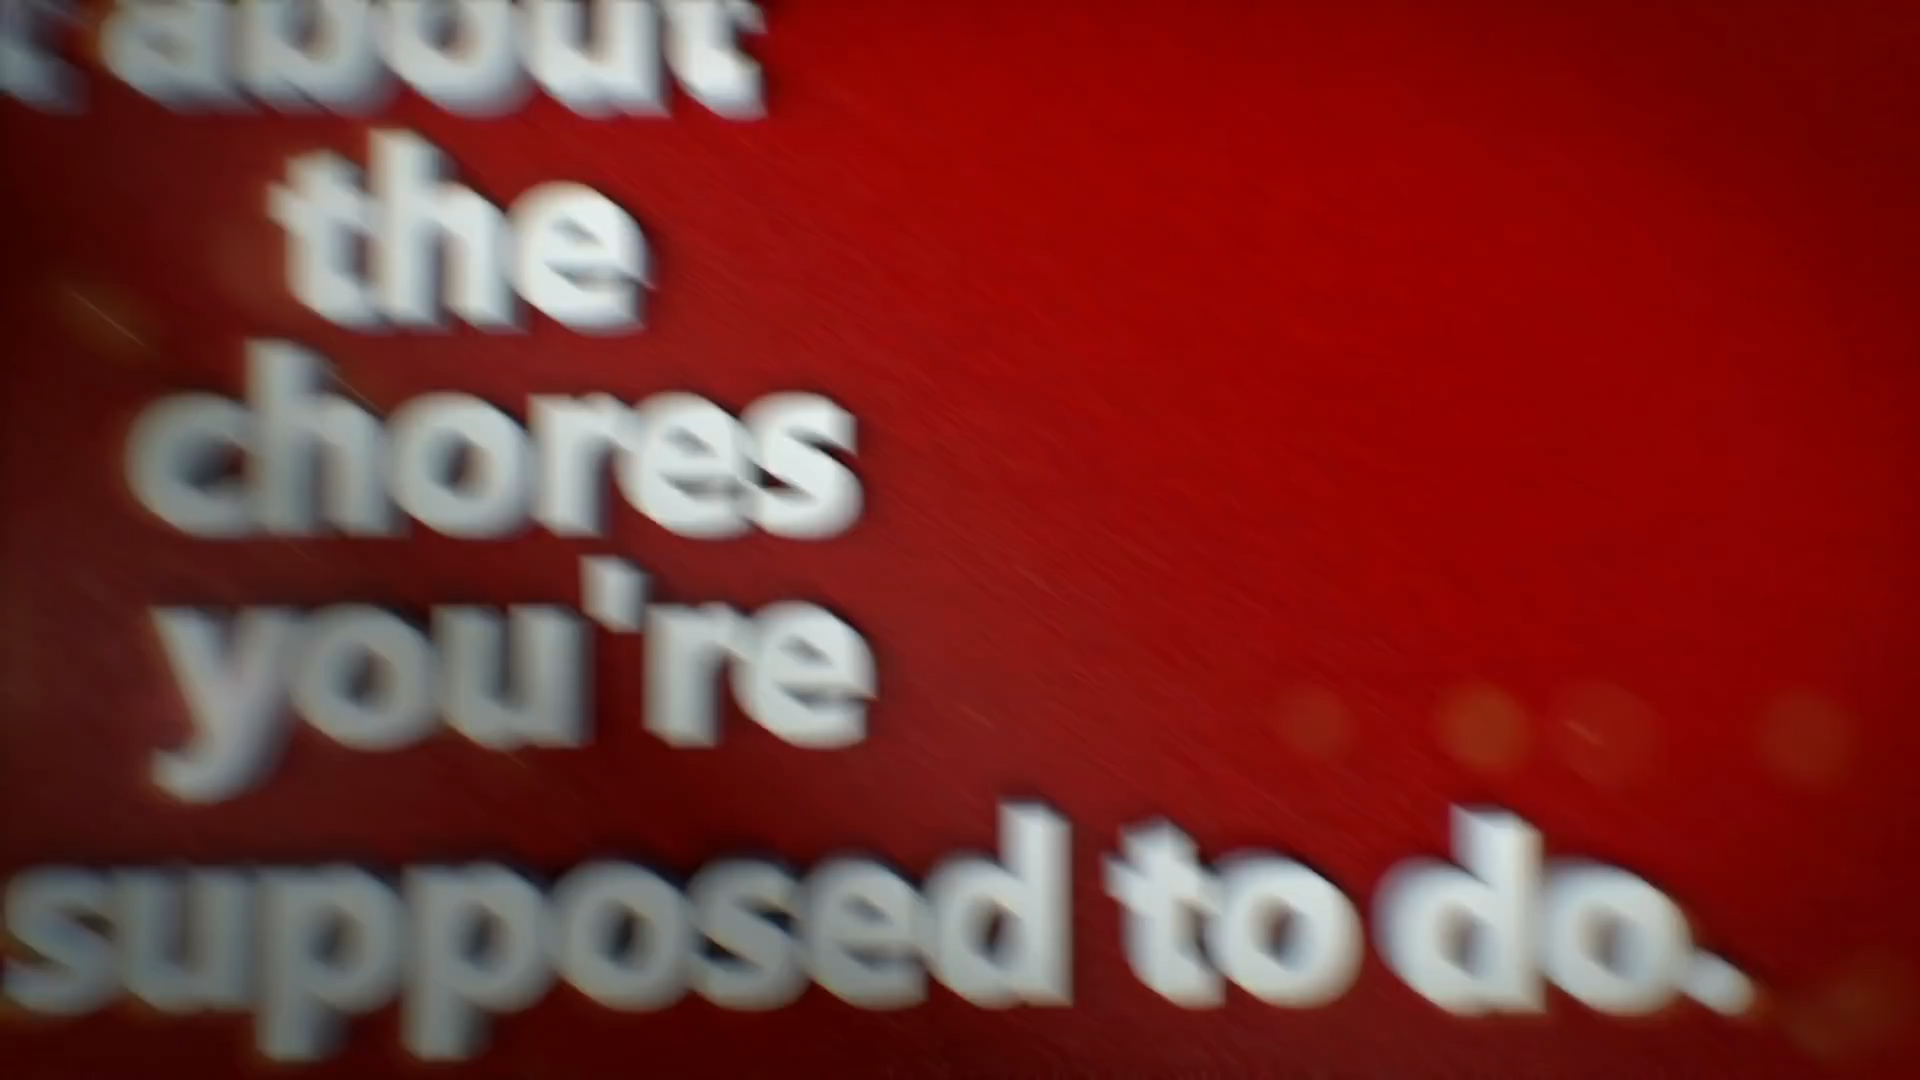 about
the
chores
you're
supposed to do.